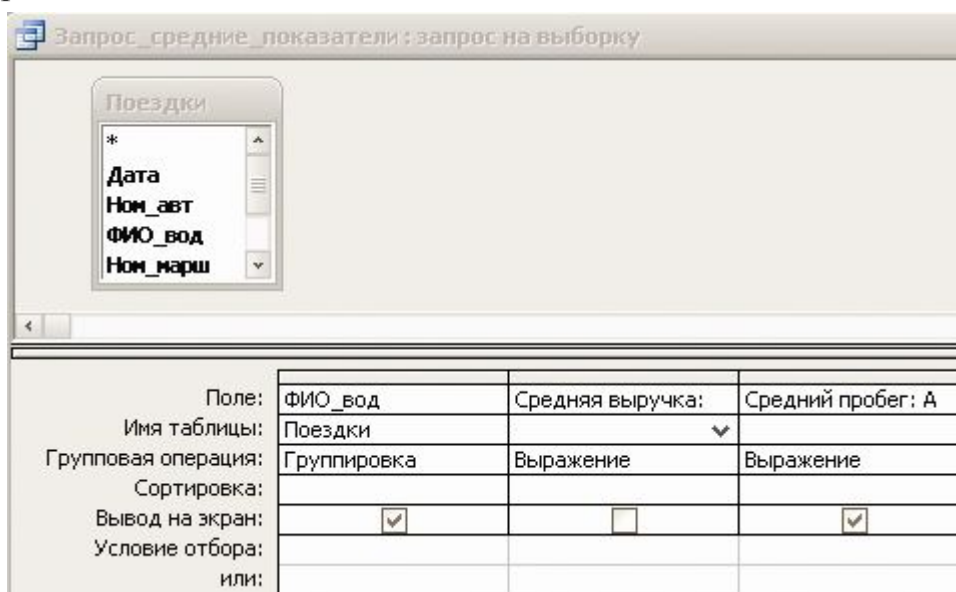 Запрос_средние_показатели : запрос на выборку
Поездки
*
Дата
Ном_авт
ФИО_вод
Ном_марш
Поле: ФИО_вод Средняя выручка: Средний пробег: A
Имя таблицы: Поездки
Групповая операция: Группировка Выражение Выражение
Сортировка:
Вывод на экран:
Условие отбора:
или: